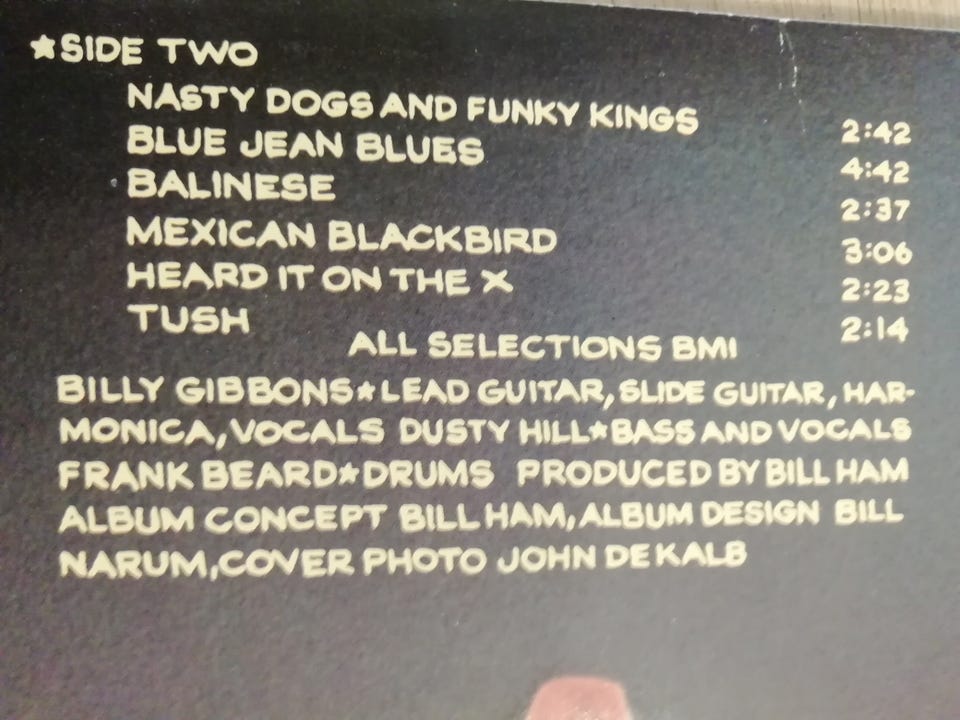 ★SIDE TWO
NASTY DOGS AND FUNKY KINGS 2:42
BLUE JEAN BLUES 4:42
BALINESE 2:37
MEXICAN BLACKBIRD 3:06
HEARD IT ON THE X 2:23
TUSH 2:14
ALL SELECTIONS BMI
BILLY GIBBONS★LEAD GUITAR, SLIDE GUITAR, HAR-
MONICA, VOCALS DUSTY HILL★BASS AND VOCALS
FRANK BEARD★DRUMS PRODUCED BY BILL HAM
ALBUM CONCEPT BILL HAM, ALBUM DESIGN BILL
NARUM, COVER PHOTO JOHN DE KALB